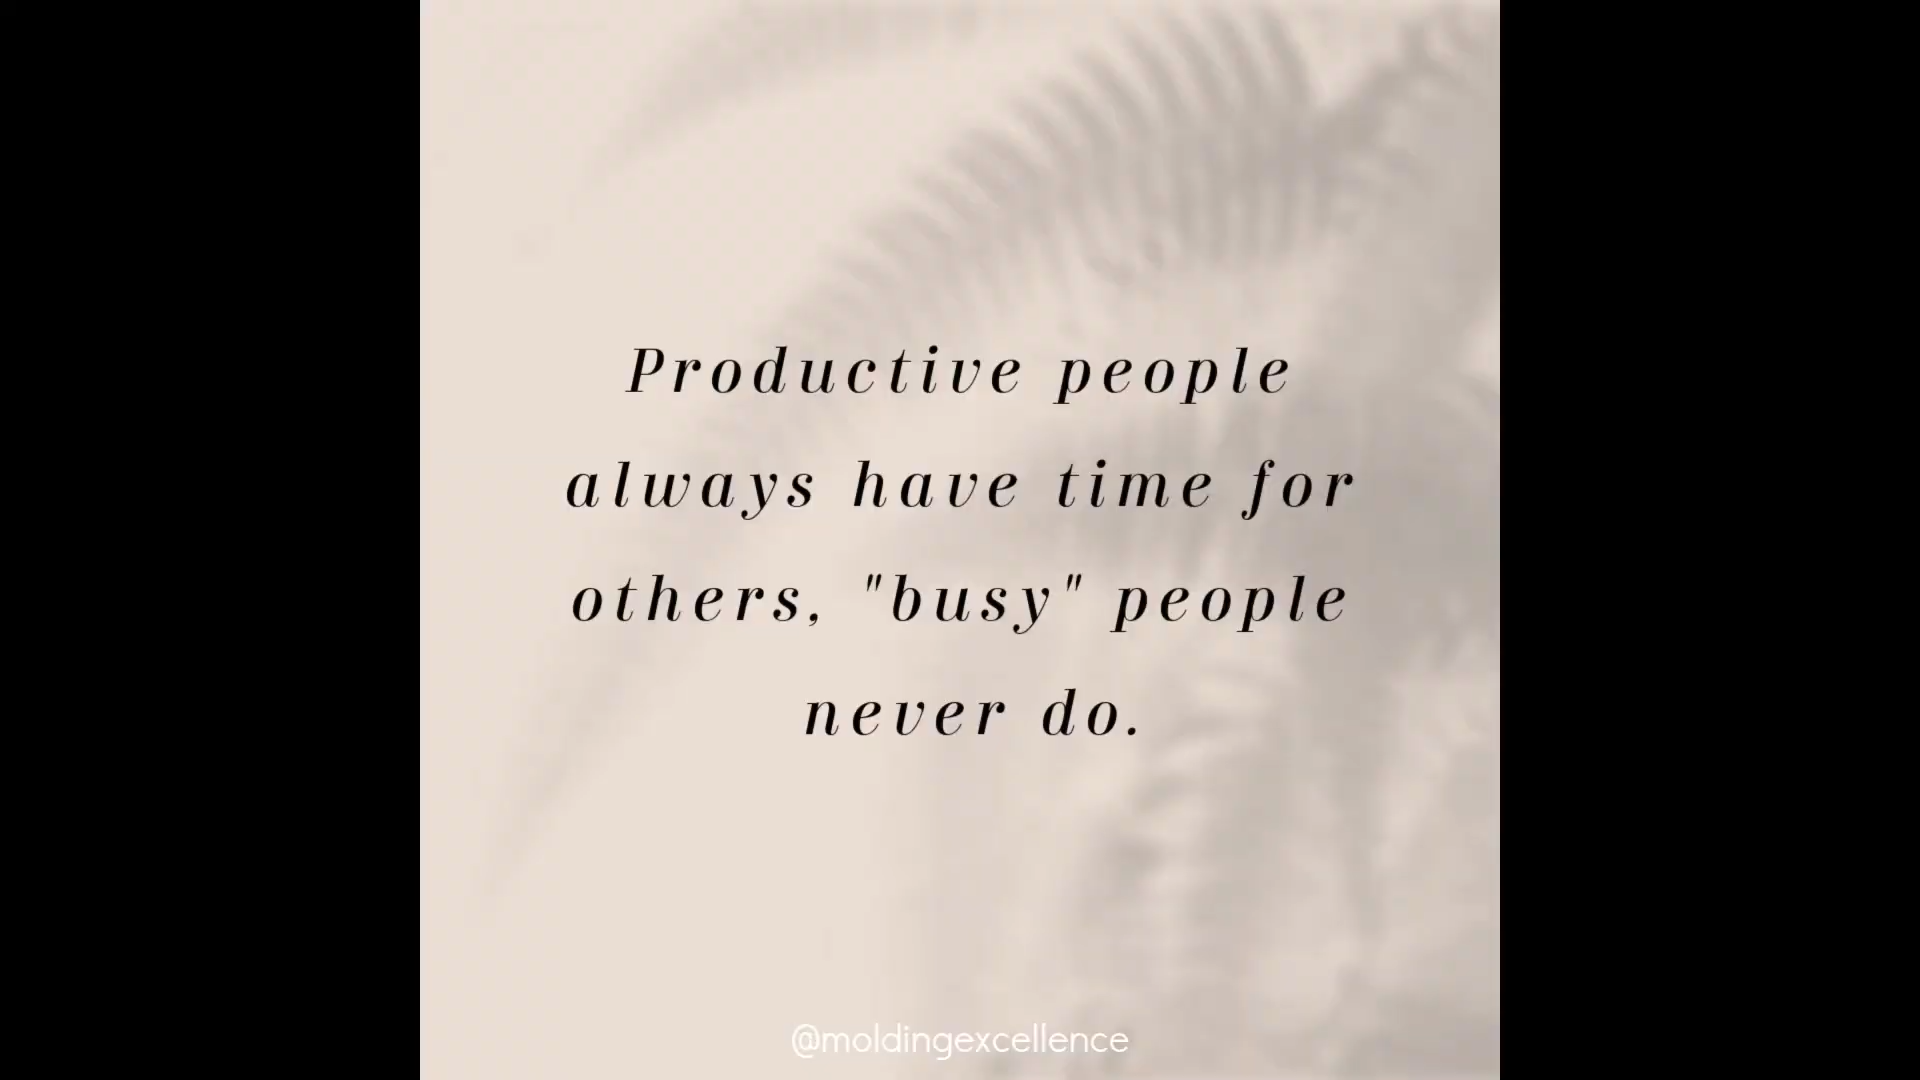 Productive people
always have time for
others, "busy" people
never do.
@moldingexcellence